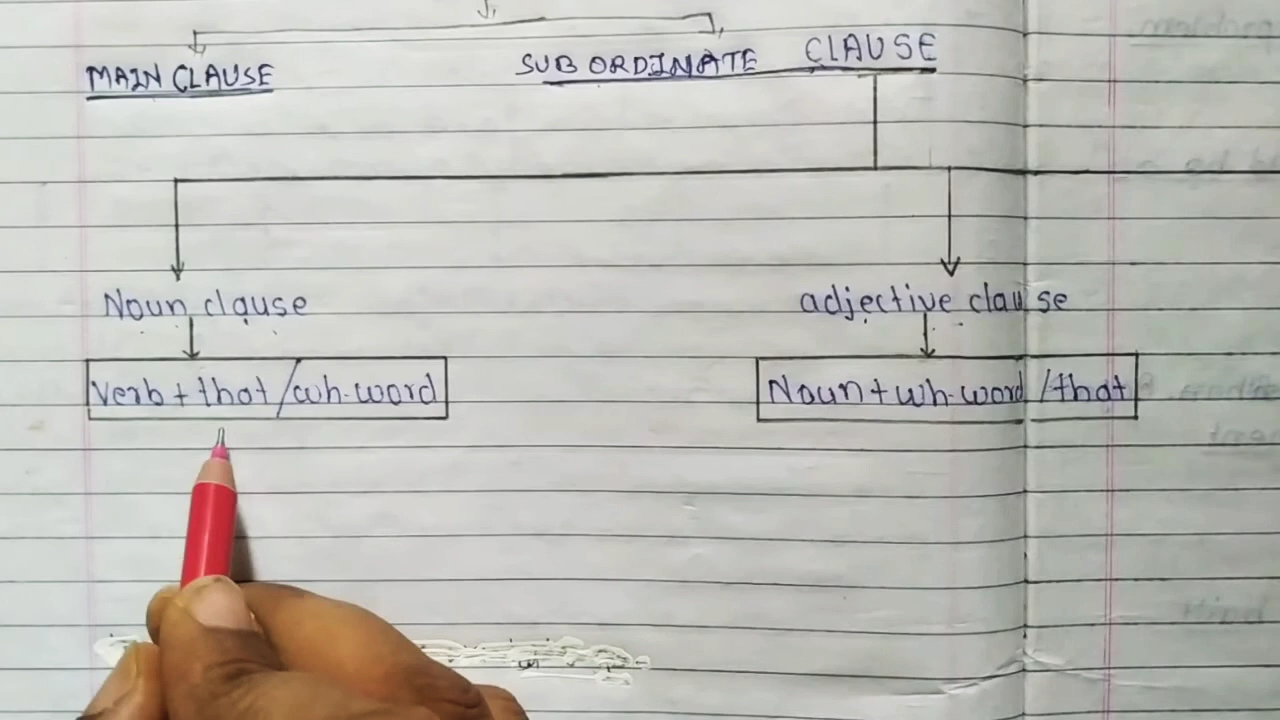 MAIN CLAUSE
SUBORDINATE CLAUSE
Noun clause
adjective clause
Verb + that / wh-word
Noun + wh-word / that